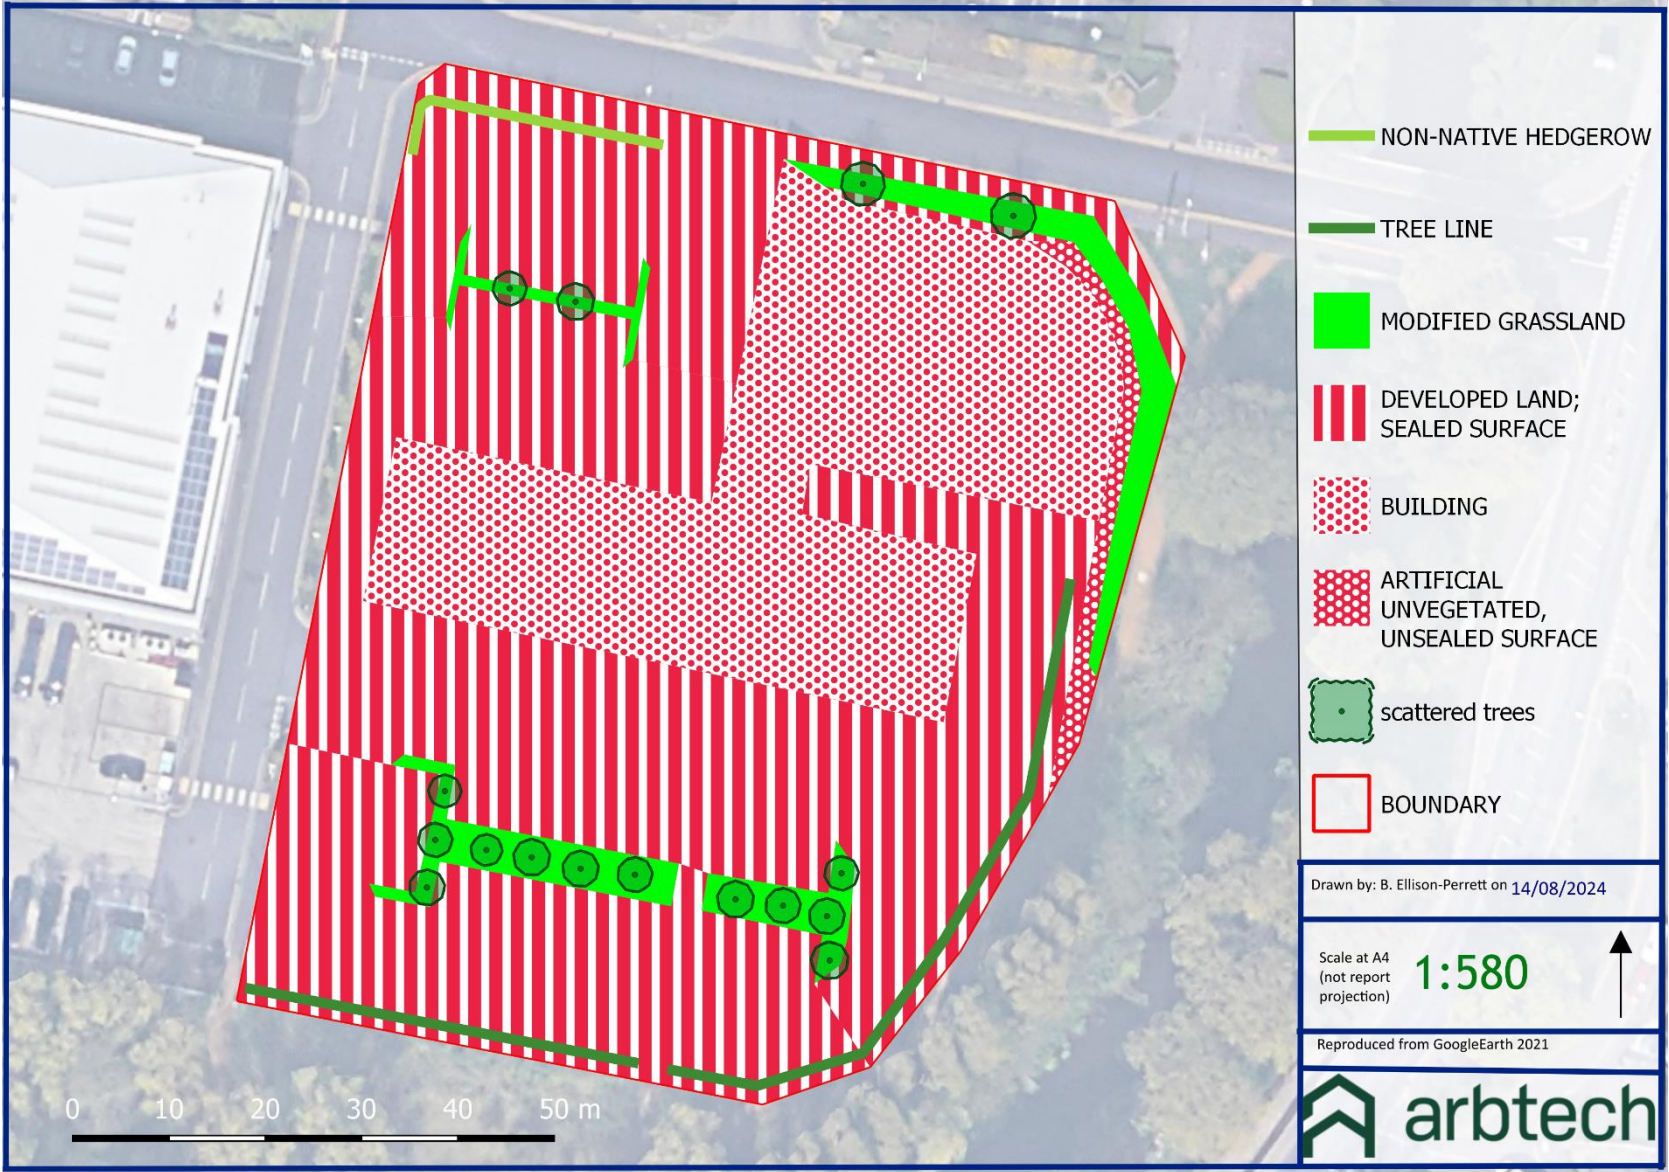 NON-NATIVE HEDGEROW
TREE LINE
MODIFIED GRASSLAND
DEVELOPED LAND;
SEALED SURFACE
BUILDING
ARTIFICIAL
UNVEGETATED,
UNSEALED SURFACE
scattered trees
BOUNDARY
Drawn by: B. Ellison-Perrett on 14/08/2024
Scale at A4
(not report
projection)
1:580
Reproduced from GoogleEarth 2021
arbtech
0 10 20 30 40 50 m